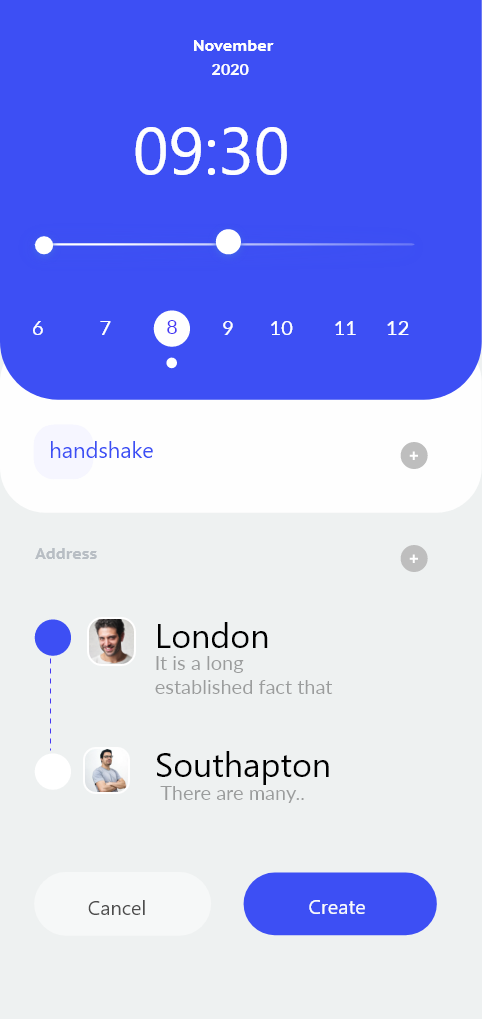 November
2020
09:30
6 7 8 9 10 11 12
handshake
+
Address
+
London
It is a long
established fact that
Southapton
There are many..
Cancel Create